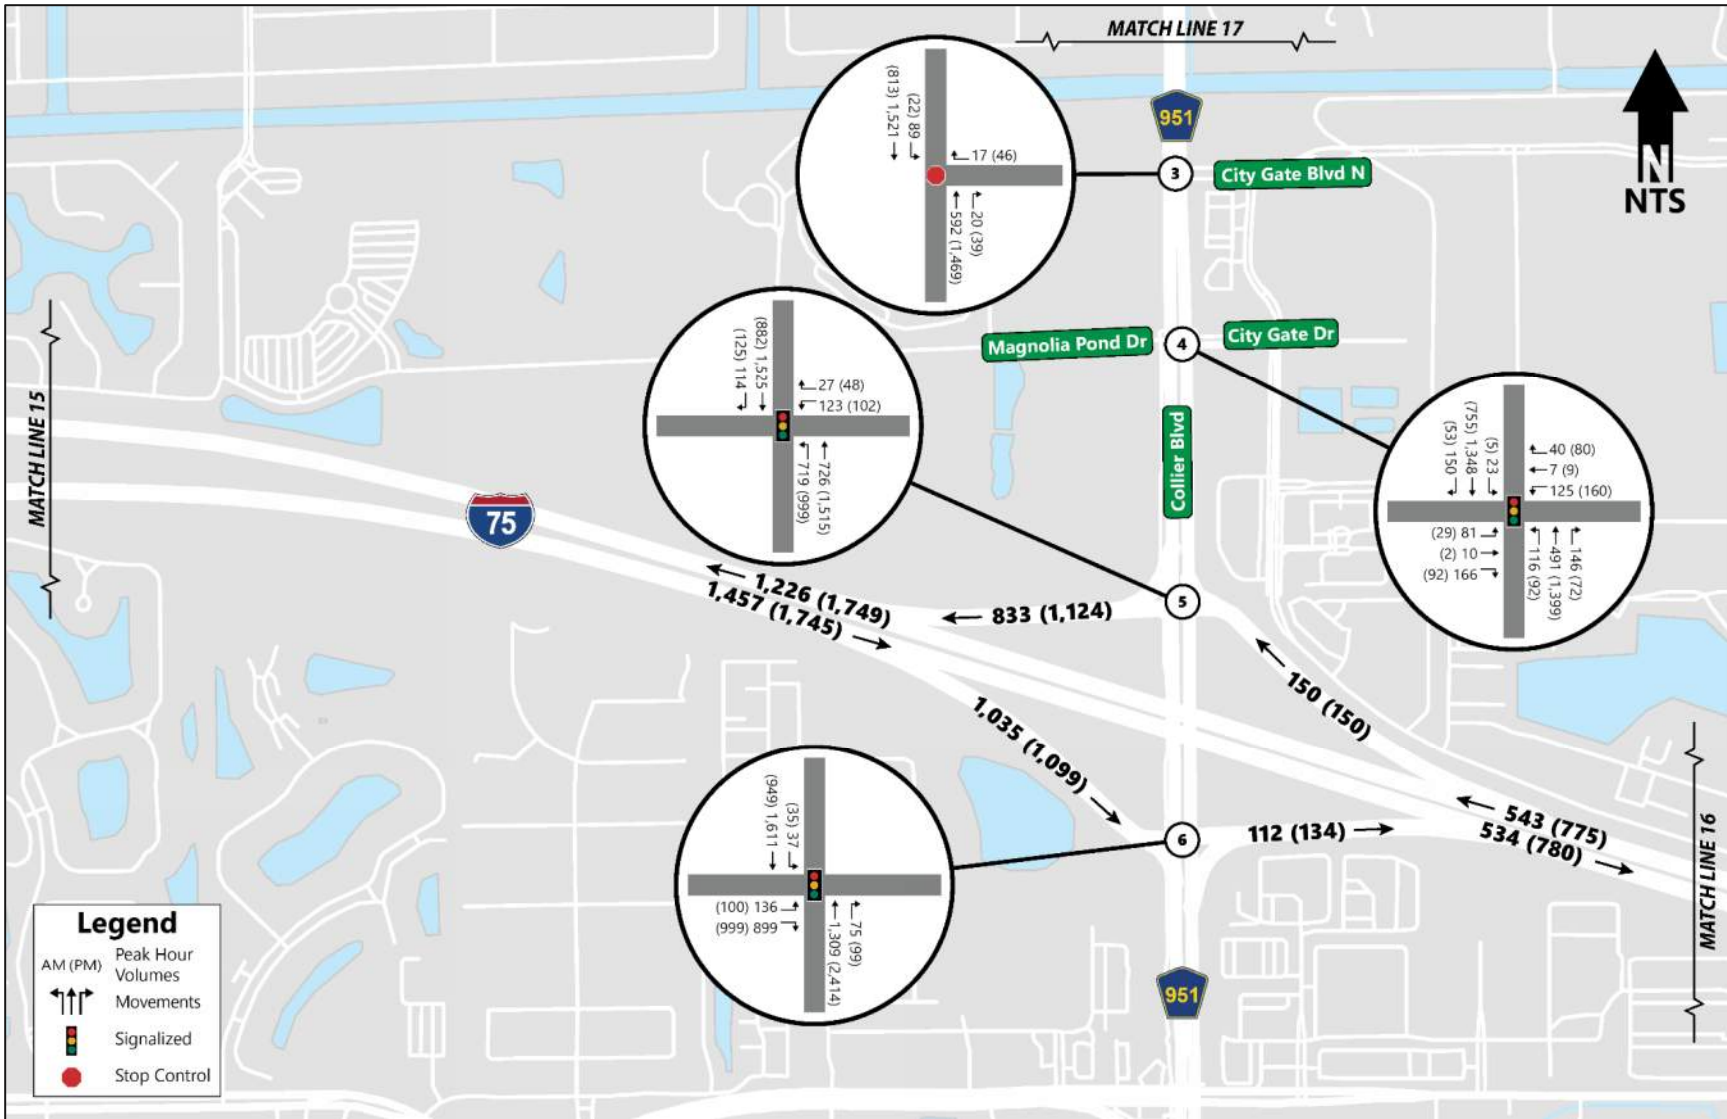 MATCH LINE 17
951
N
NTS
3
City Gate Blvd N
(813) 1,521
(22) 89
17 (46)
592 (1,469)
20 (39)
Magnolia Pond Dr
4
City Gate Dr
MATCH LINE 15
(125) 114
(882) 1,525
27 (48)
123 (102)
719 (999)
726 (1,515)
Collier Blvd
(53) 150
(755) 1,348
(5) 23
40 (80)
7 (9)
125 (160)
(29) 81
(2) 10
(92) 166
116 (92)
491 (1,399)
146 (72)
75
1,226 (1,749)
1,457 (1,745)
833 (1,124)
5
150 (150)
1,035 (1,099)
543 (775)
534 (780)
112 (134)
6
MATCH LINE 16
(949) 1,611
(35) 37
(100) 136
(999) 899
1,309 (2,414)
75 (99)
951
Legend
AM (PM) Peak Hour
Volumes
Movements
Signalized
Stop Control